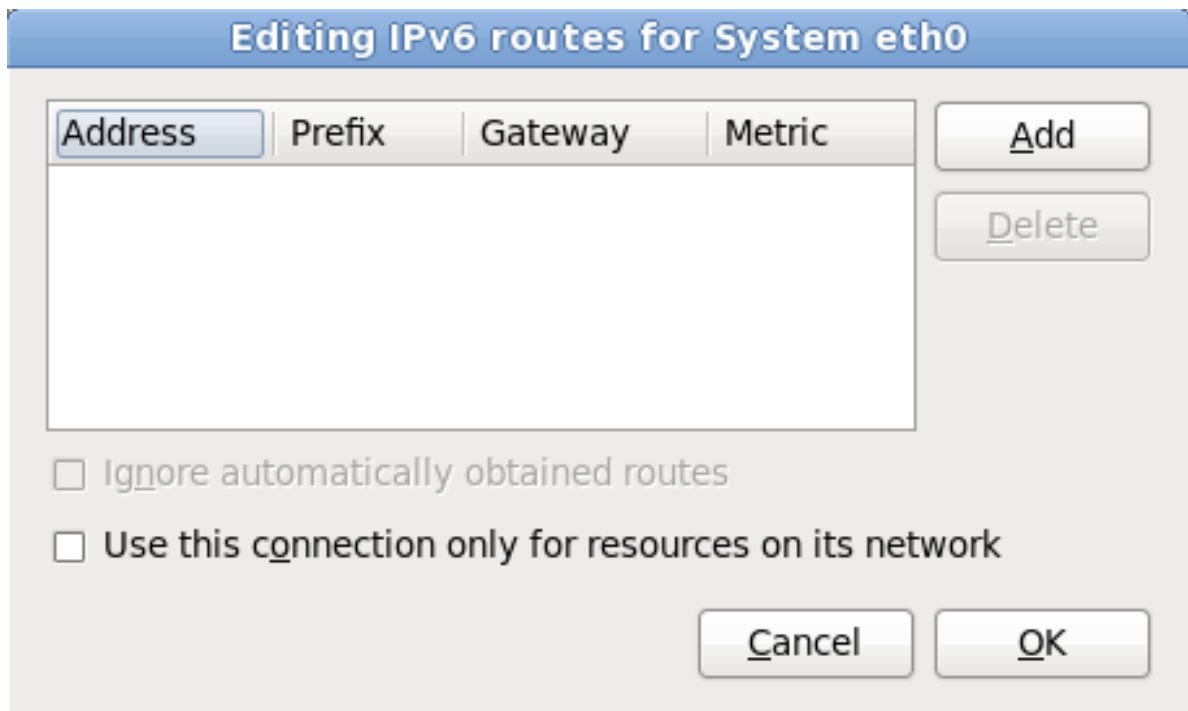 Editing IPv6 routes for System eth0
Address Prefix Gateway Metric
Add
Delete
Ignore automatically obtained routes
Use this connection only for resources on its network
Cancel OK